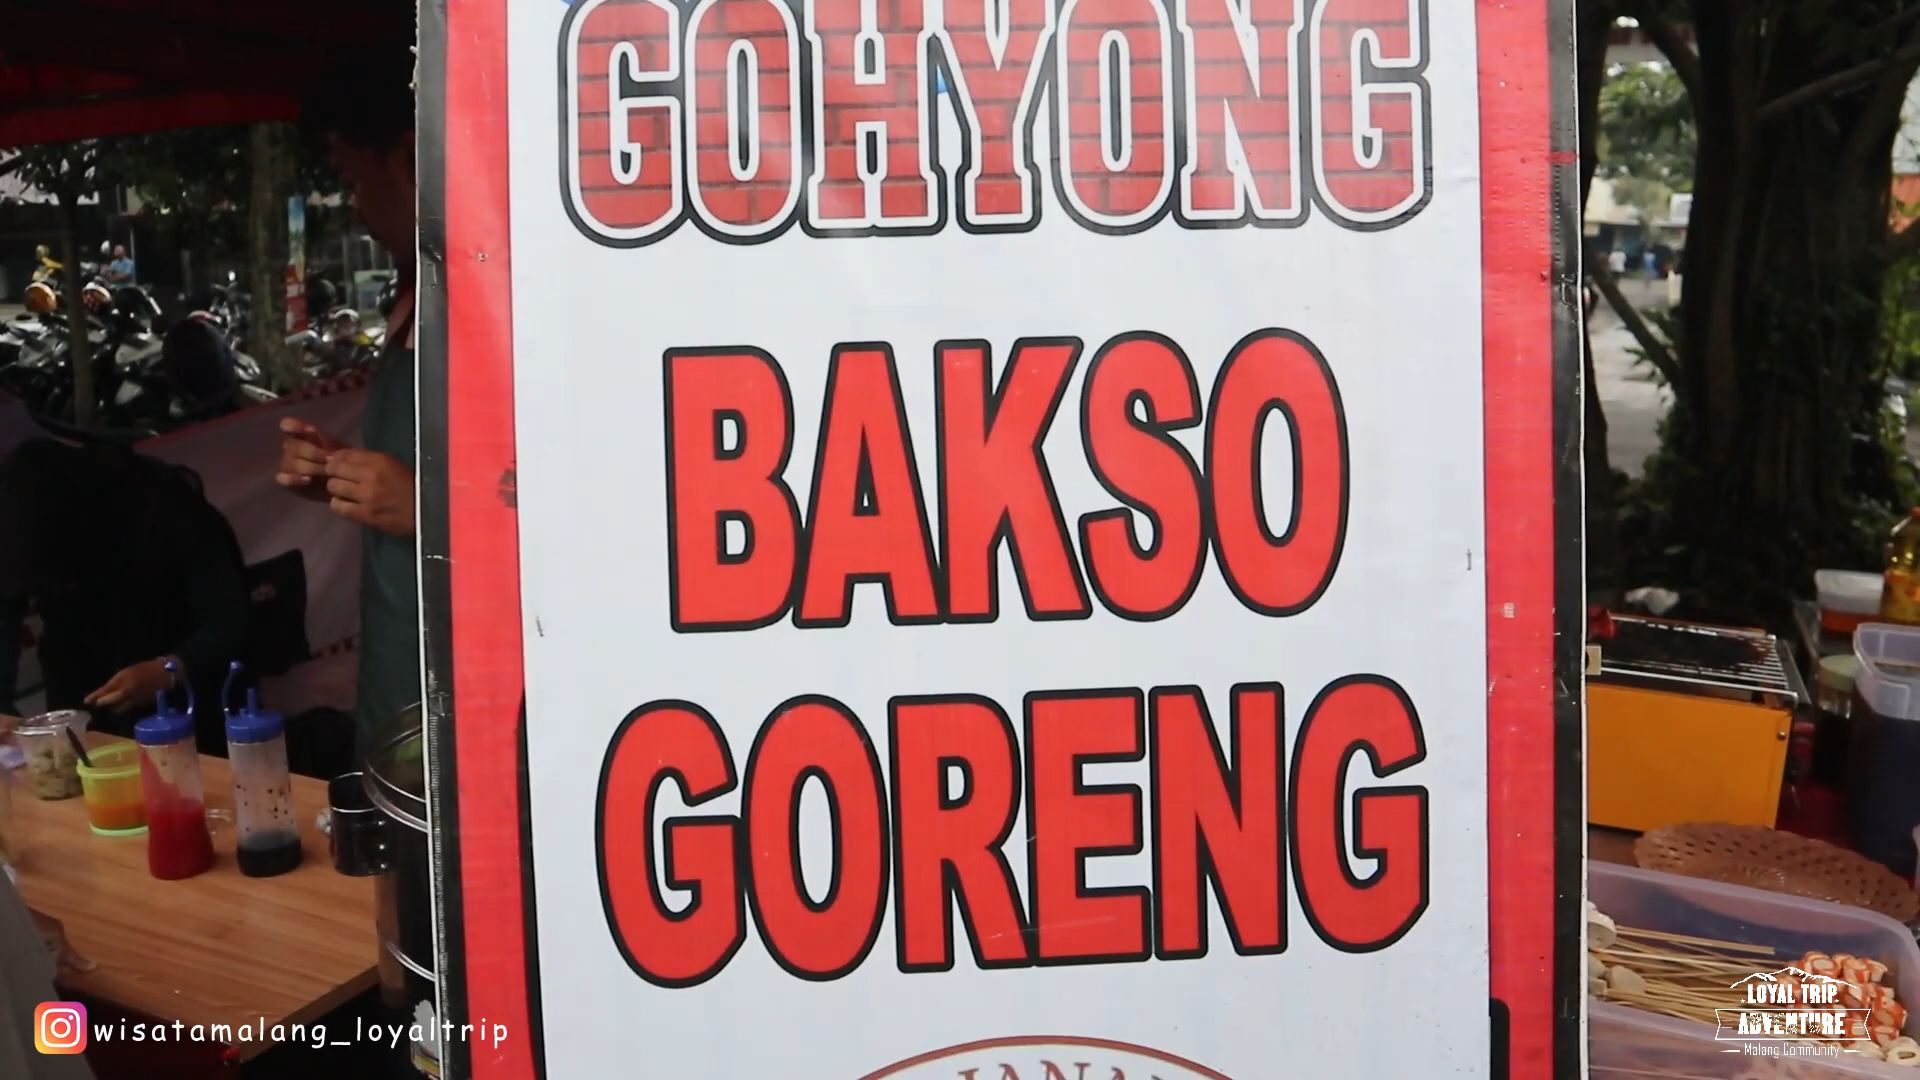 GOHYONG
BAKSO
GORENG
wisatamalang_loyaltrip
LOYAL TRIP
ADVENTURE
Malang Community